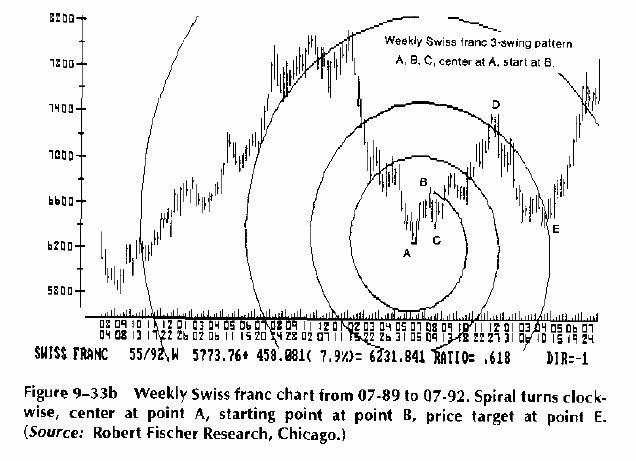 8200
Weekly Swiss franc 3-swing pattern
A, B, C, center at A, start at B.
7800
7400
D
7000
6600
B
E
C
6200
A
5800
SWISS FRANC 55/92,W 5773.76+ 458.081( 7.9%)= 6231.841 RATIO= .618 DIR=-1
Figure 9–33b Weekly Swiss franc chart from 07-89 to 07-92. Spiral turns clock-
wise, center at point A, starting point at point B, price target at point E.
(Source: Robert Fischer Research, Chicago.)